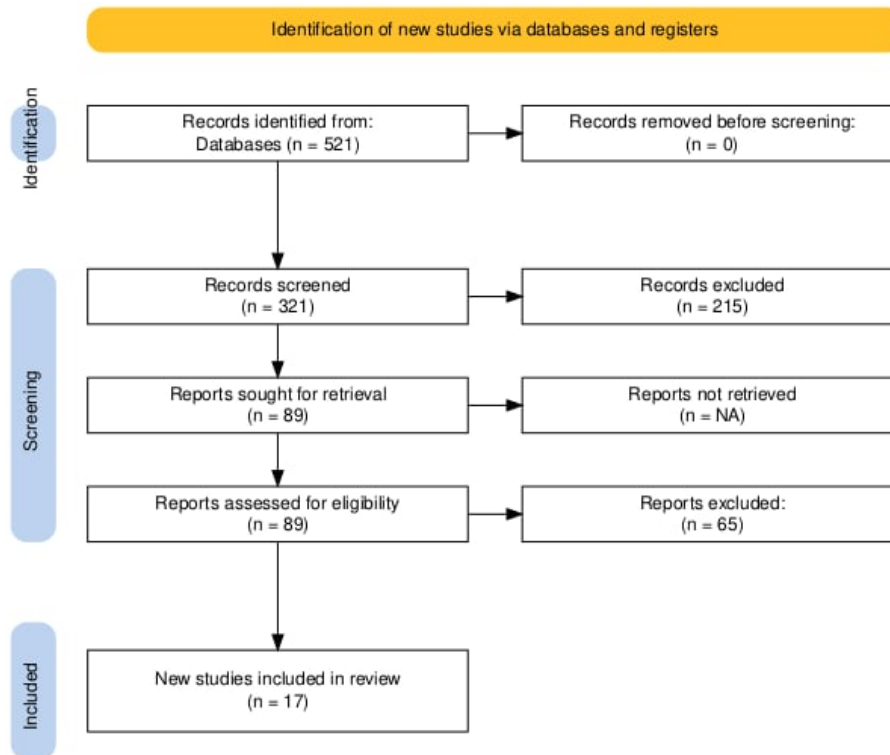 Identification of new studies via databases and registers
Identification
Records identified from:
Databases (n = 521)
Records removed before screening:
(n = 0)
Screening
Records screened
(n = 321)
Records excluded
(n = 215)
Reports sought for retrieval
(n = 89)
Reports not retrieved
(n = NA)
Reports assessed for eligibility
(n = 89)
Reports excluded:
(n = 65)
Included
New studies included in review
(n = 17)